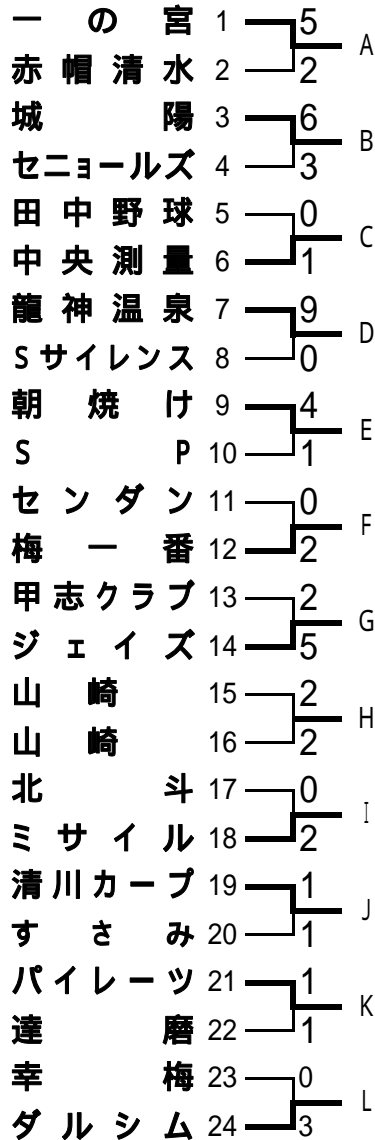 一の宮 1 5
A
赤帽清水 2 2
城陽 3 6
B
セニョールズ 4 3
田中野球 5 0
C
中央測量 6 1
龍神温泉 7 9
D
Sサイレンス 8 0
朝焼け 9 4
E
SP 10 1
センダン 11 0
F
梅一番 12 2
甲志クラブ 13 2
G
ジェイズ 14 5
山崎 15 2
H
山崎 16 2
北斗 17 0
I
ミサイル 18 2
清川カープ 19 1
J
すさみ 20 1
パイレーツ 21 1
K
達磨 22 1
幸梅 23 0
L
ダルシム 24 3